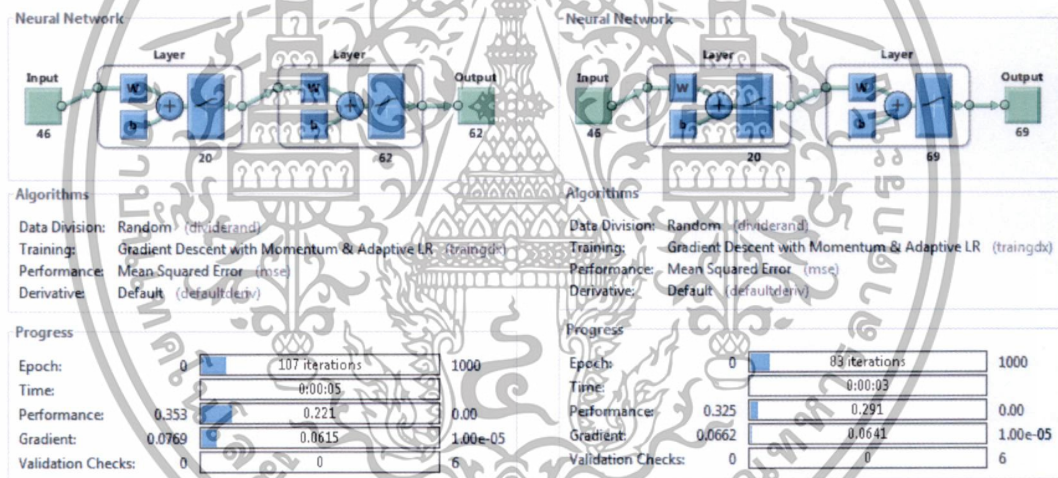 Neural Network
Layer
Layer
Input
W
b
W
b
Output
46
20
62
62
Algorithms
Data Division: Random (dividerand)
Training: Gradient Descent with Momentum & Adaptive LR (traingdx)
Performance: Mean Squared Error (mse)
Derivative: Default (defaultderiv)
Progress
Epoch: 0 107 iterations 1000
Time: 0:00:05
Performance: 0.353 0.221 0.00
Gradient: 0.0769 0.0615 1.00e-05
Validation Checks: 0 0 6
Neural Network
Layer
Layer
Input
W
b
W
b
Output
46
20
69
69
Algorithms
Data Division: Random (dividerand)
Training: Gradient Descent with Momentum & Adaptive LR (traingdx)
Performance: Mean Squared Error (mse)
Derivative: Default (defaultderiv)
Progress
Epoch: 0 83 iterations 1000
Time: 0:00:03
Performance: 0.325 0.291 0.00
Gradient: 0.0662 0.0641 1.00e-05
Validation Checks: 0 0 6